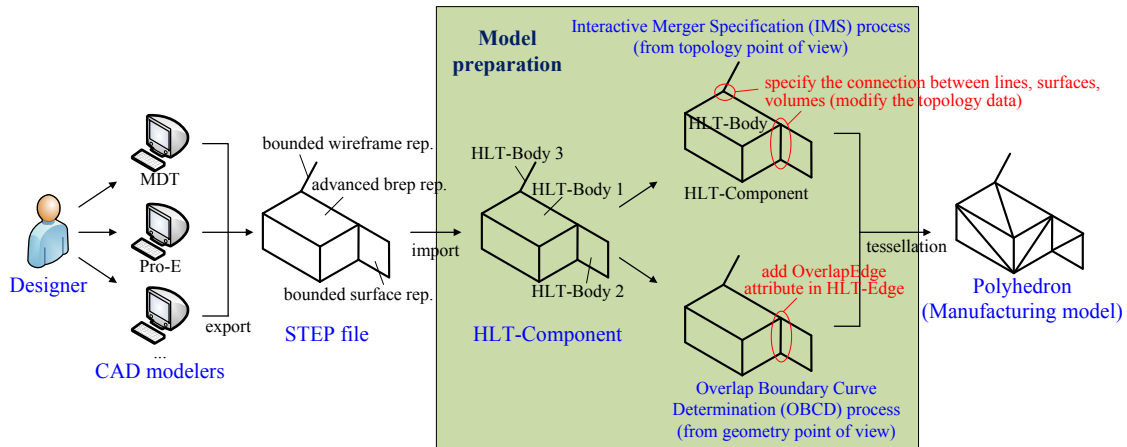 Designer
MDT
Pro-E
...
CAD modelers
export
bounded wireframe rep.
advanced brep rep.
bounded surface rep.
STEP file
import
Model
preparation
HLT-Body 3
HLT-Body 1
HLT-Body 2
HLT-Component
Interactive Merger Specification (IMS) process
(from topology point of view)
specify the connection between lines, surfaces,
volumes (modify the topology data)
HLT-Body
HLT-Component
add OverlapEdge
attribute in HLT-Edge
Overlap Boundary Curve
Determination (OBCD) process
(from geometry point of view)
tessellation
Polyhedron
(Manufacturing model)